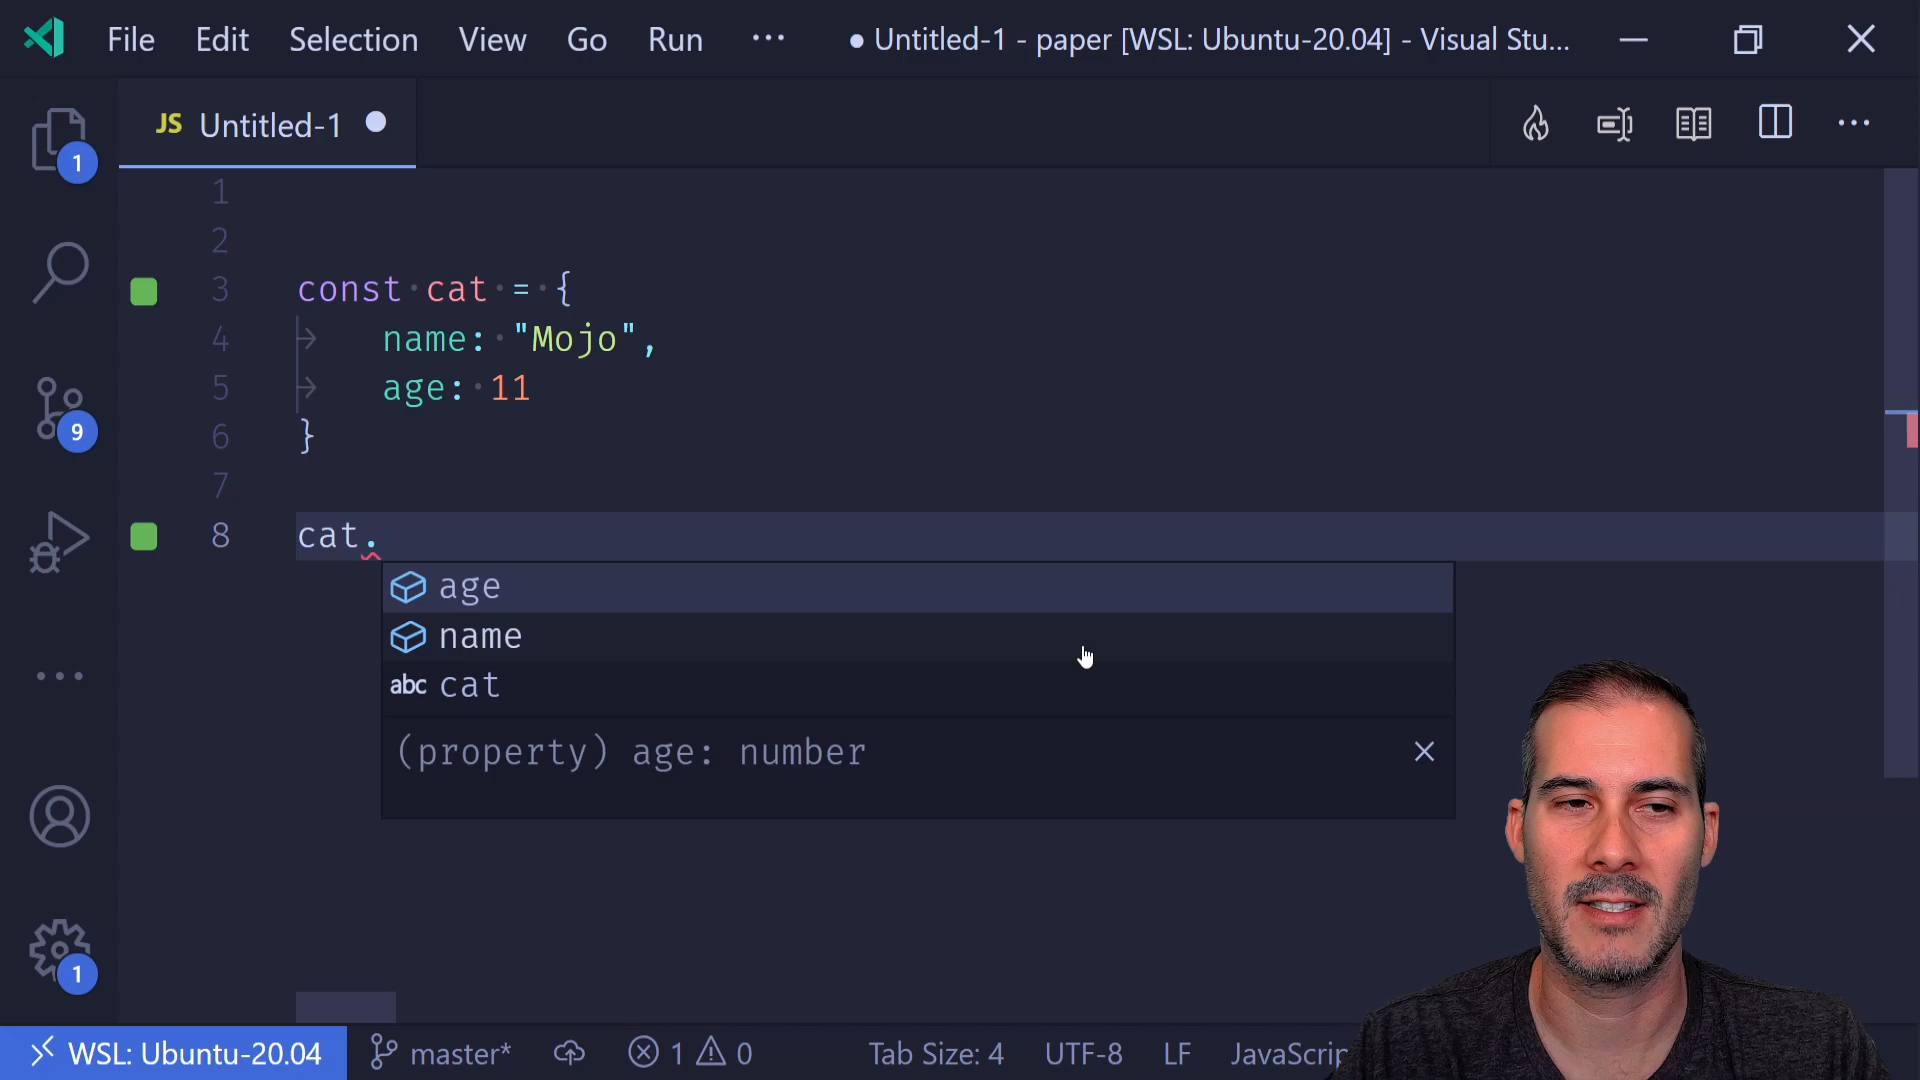 File Edit Selection View Go Run ··· ● Untitled-1 - paper [WSL: Ubuntu-20.04] - Visual Stu...
JS Untitled-1
1
1
2
3 const cat = {
4 name: "Mojo",
5 age: 11
6 }
9
7
8 cat.
age
name
abc cat
(property) age: number
1
WSL: Ubuntu-20.04 master* 1 0 Tab Size: 4 UTF-8 LF JavaScrip